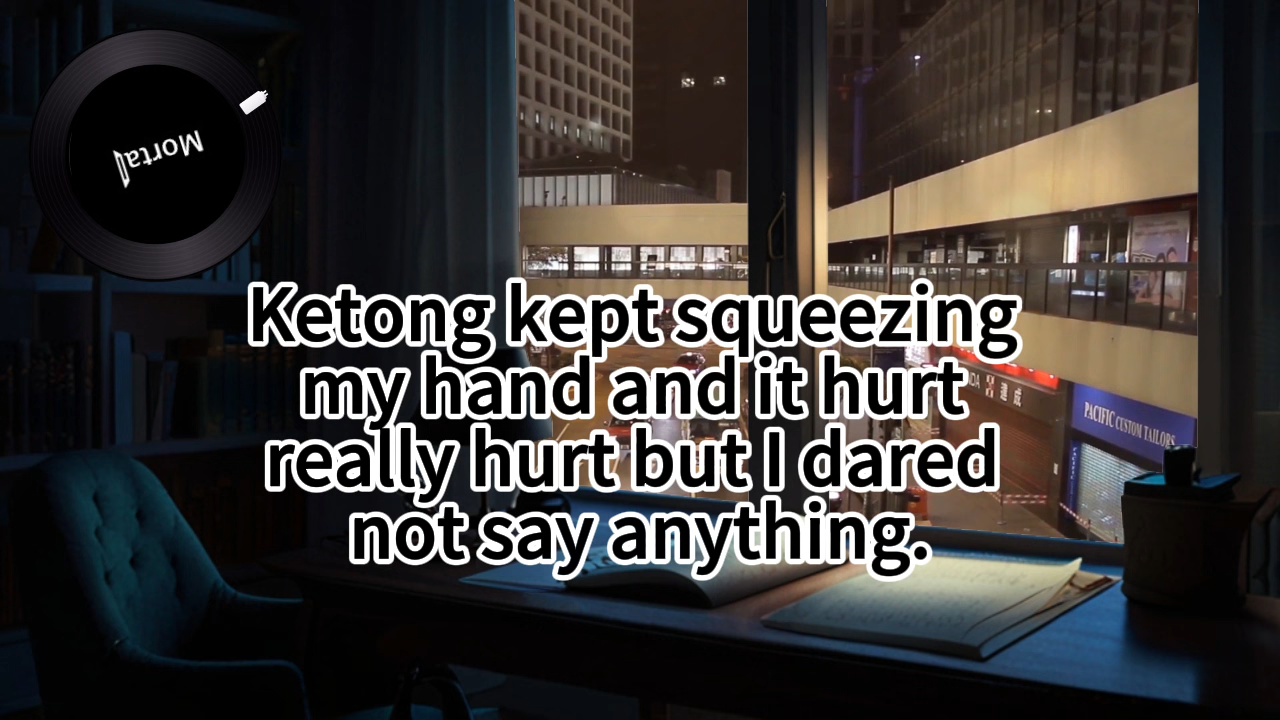 Mortal
Ketong kept squeezing
my hand and it hurt
really hurt but I dared
not say anything.
PACIFIC CUSTOM TAILORS